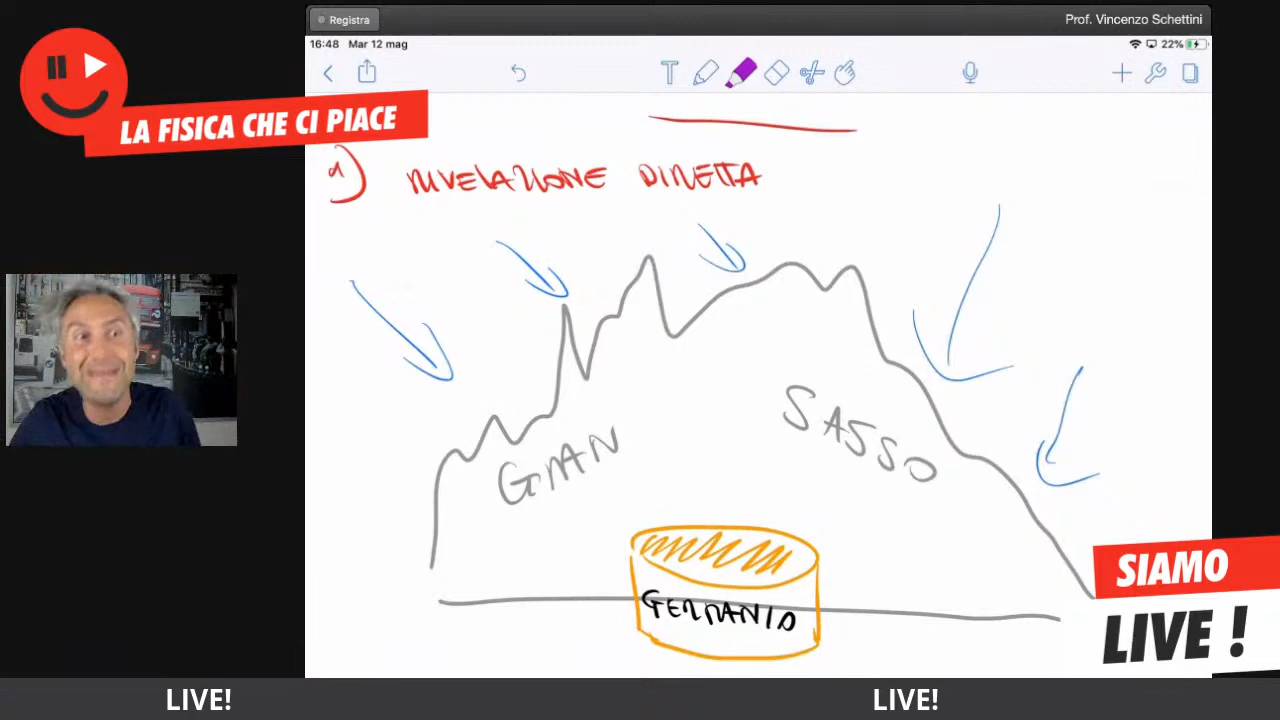 Registra
Prof. Vincenzo Schettini
16:48 Mar 12 mag
22%
LA FISICA CHE CI PIACE
a) RIVELAZIONE DIRETTA
GRAN SASSO
GERMANIO
SIAMO
LIVE !
LIVE!
LIVE!